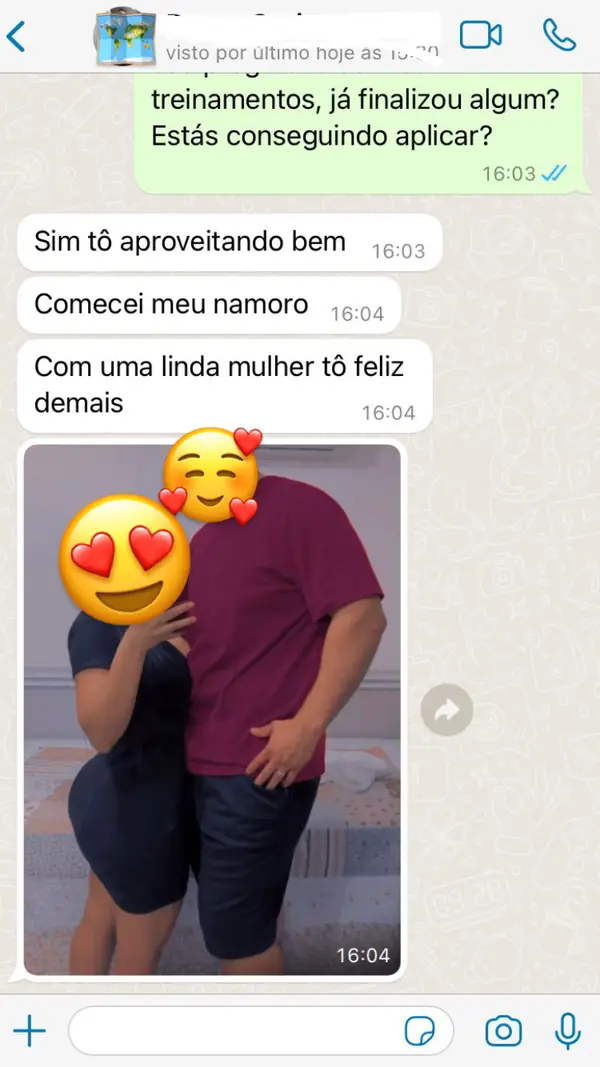 visto por último hoje às
treinamentos, já finalizou algum?
Estás conseguindo aplicar?
16:03
Sim tô aproveitando bem
16:03
Comecei meu namoro
16:04
Com uma linda mulher tô feliz
demais
16:04
16:04